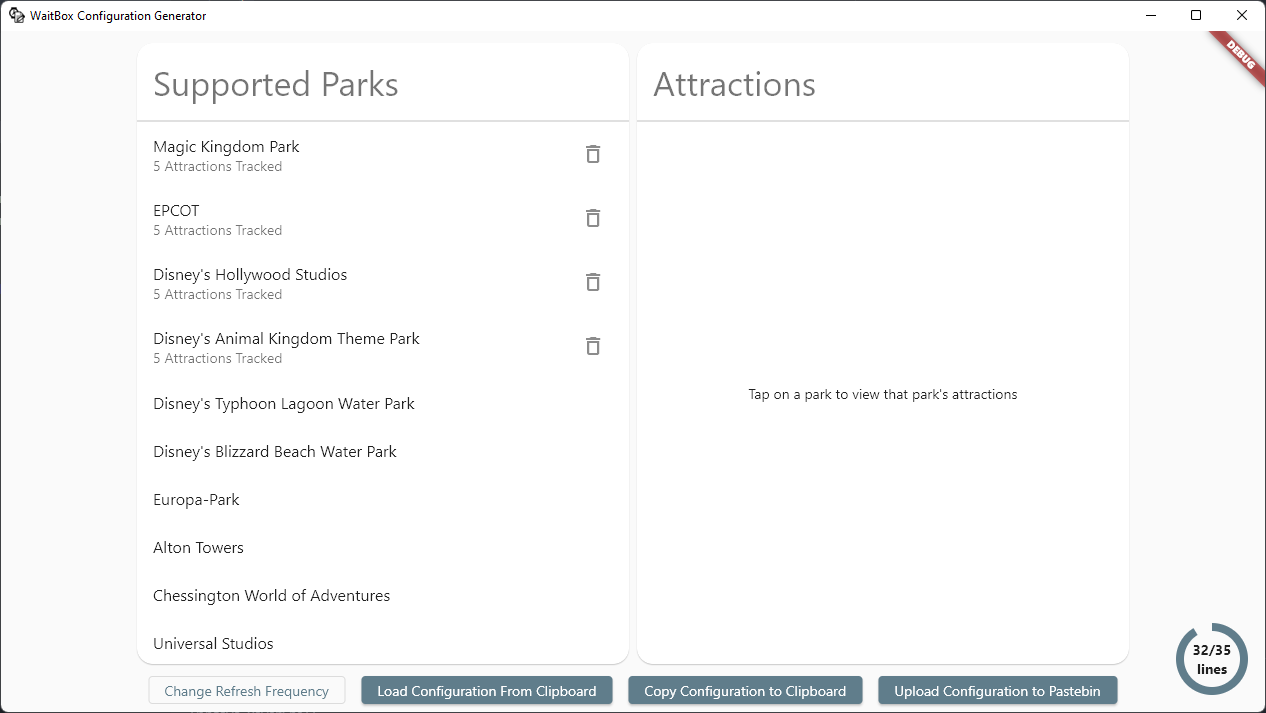 WaitBox Configuration Generator
DEBUG
Supported Parks
Magic Kingdom Park
5 Attractions Tracked
EPCOT
5 Attractions Tracked
Disney's Hollywood Studios
5 Attractions Tracked
Disney's Animal Kingdom Theme Park
5 Attractions Tracked
Disney's Typhoon Lagoon Water Park
Disney's Blizzard Beach Water Park
Europa-Park
Alton Towers
Chessington World of Adventures
Universal Studios
Attractions
Tap on a park to view that park's attractions
32/35
lines
Change Refresh Frequency
Load Configuration From Clipboard
Copy Configuration to Clipboard
Upload Configuration to Pastebin